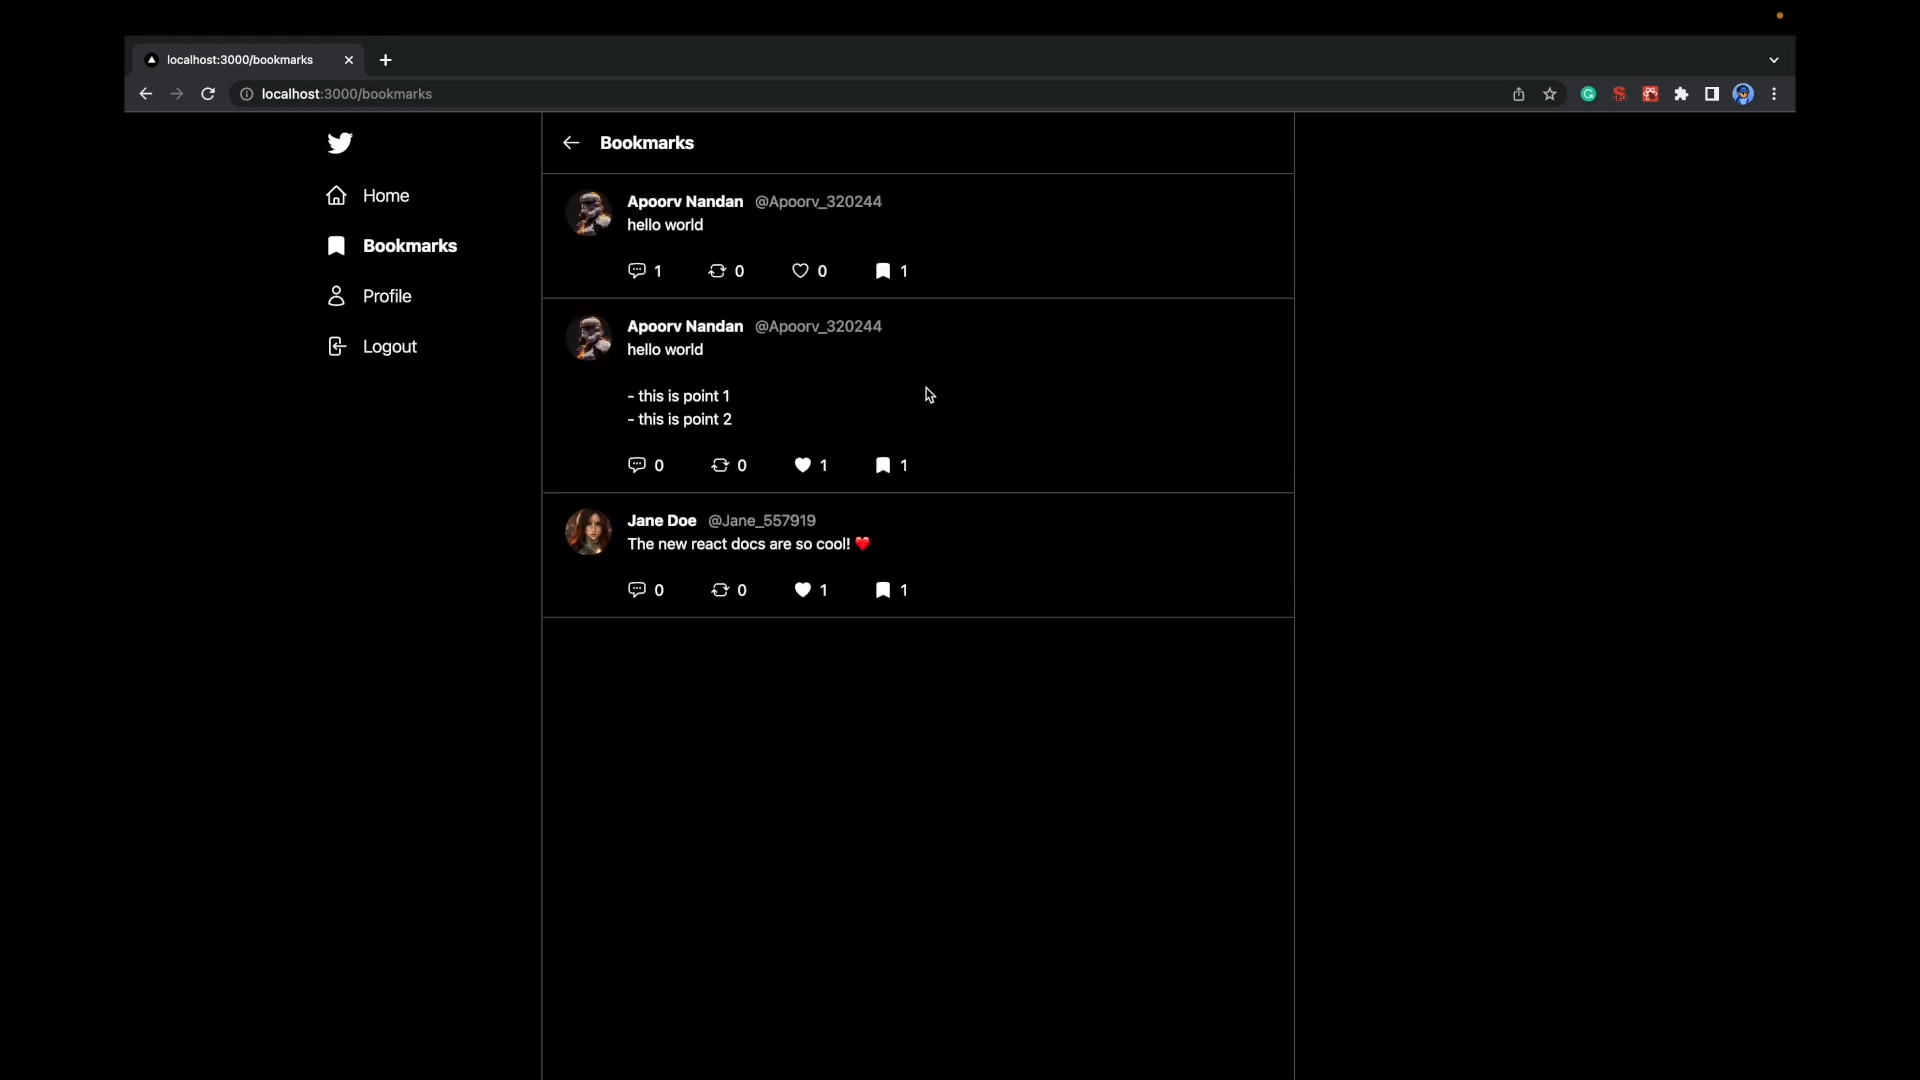 localhost:3000/bookmarks
localhost:3000/bookmarks
Bookmarks
Home
Bookmarks
Profile
Logout
Apoorv Nandan @Apoorv_320244
hello world
1 0 0 1
Apoorv Nandan @Apoorv_320244
hello world
- this is point 1
- this is point 2
0 0 1 1
Jane Doe @Jane_557919
The new react docs are so cool! ❤️
0 0 1 1